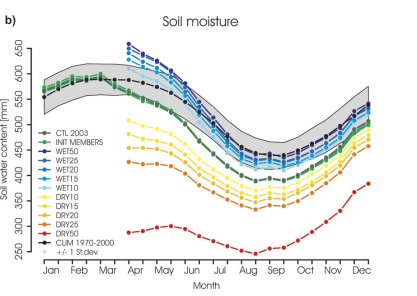 Soil moisture
b)
Soil water content [mm]
650
600
550
500
450
400
350
300
250
CTL 2003
INIT MEMBERS
WET50
WET25
WET20
WET15
WET10
DRY10
DRY15
DRY20
DRY25
DRY50
CLIM 1970-2000
+/- 1 St.dev.
Jan Feb Mar Apr May Jun Jul Aug Sep Oct Nov Dec
Month